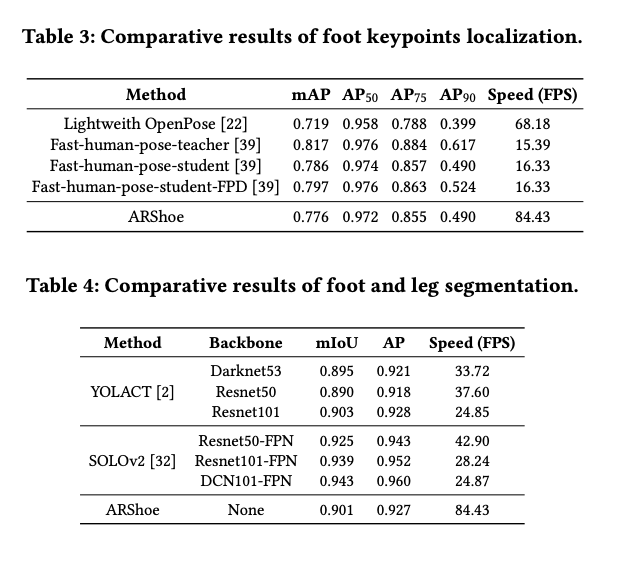 Table 3: Comparative results of foot keypoints localization.
Method mAP AP50 AP75 AP90 Speed (FPS)
Lightweith OpenPose [22] 0.719 0.958 0.788 0.399 68.18
Fast-human-pose-teacher [39] 0.817 0.976 0.884 0.617 15.39
Fast-human-pose-student [39] 0.786 0.974 0.857 0.490 16.33
Fast-human-pose-student-FPD [39] 0.797 0.976 0.863 0.524 16.33
ARShoe 0.776 0.972 0.855 0.490 84.43
Table 4: Comparative results of foot and leg segmentation.
Method Backbone mIoU AP Speed (FPS)
Darknet53 0.895 0.921 33.72
YOLACT [2] Resnet50 0.890 0.918 37.60
Resnet101 0.903 0.928 24.85
Resnet50-FPN 0.925 0.943 42.90
SOLOv2 [32] Resnet101-FPN 0.939 0.952 28.24
DCN101-FPN 0.943 0.960 24.87
ARShoe None 0.901 0.927 84.43